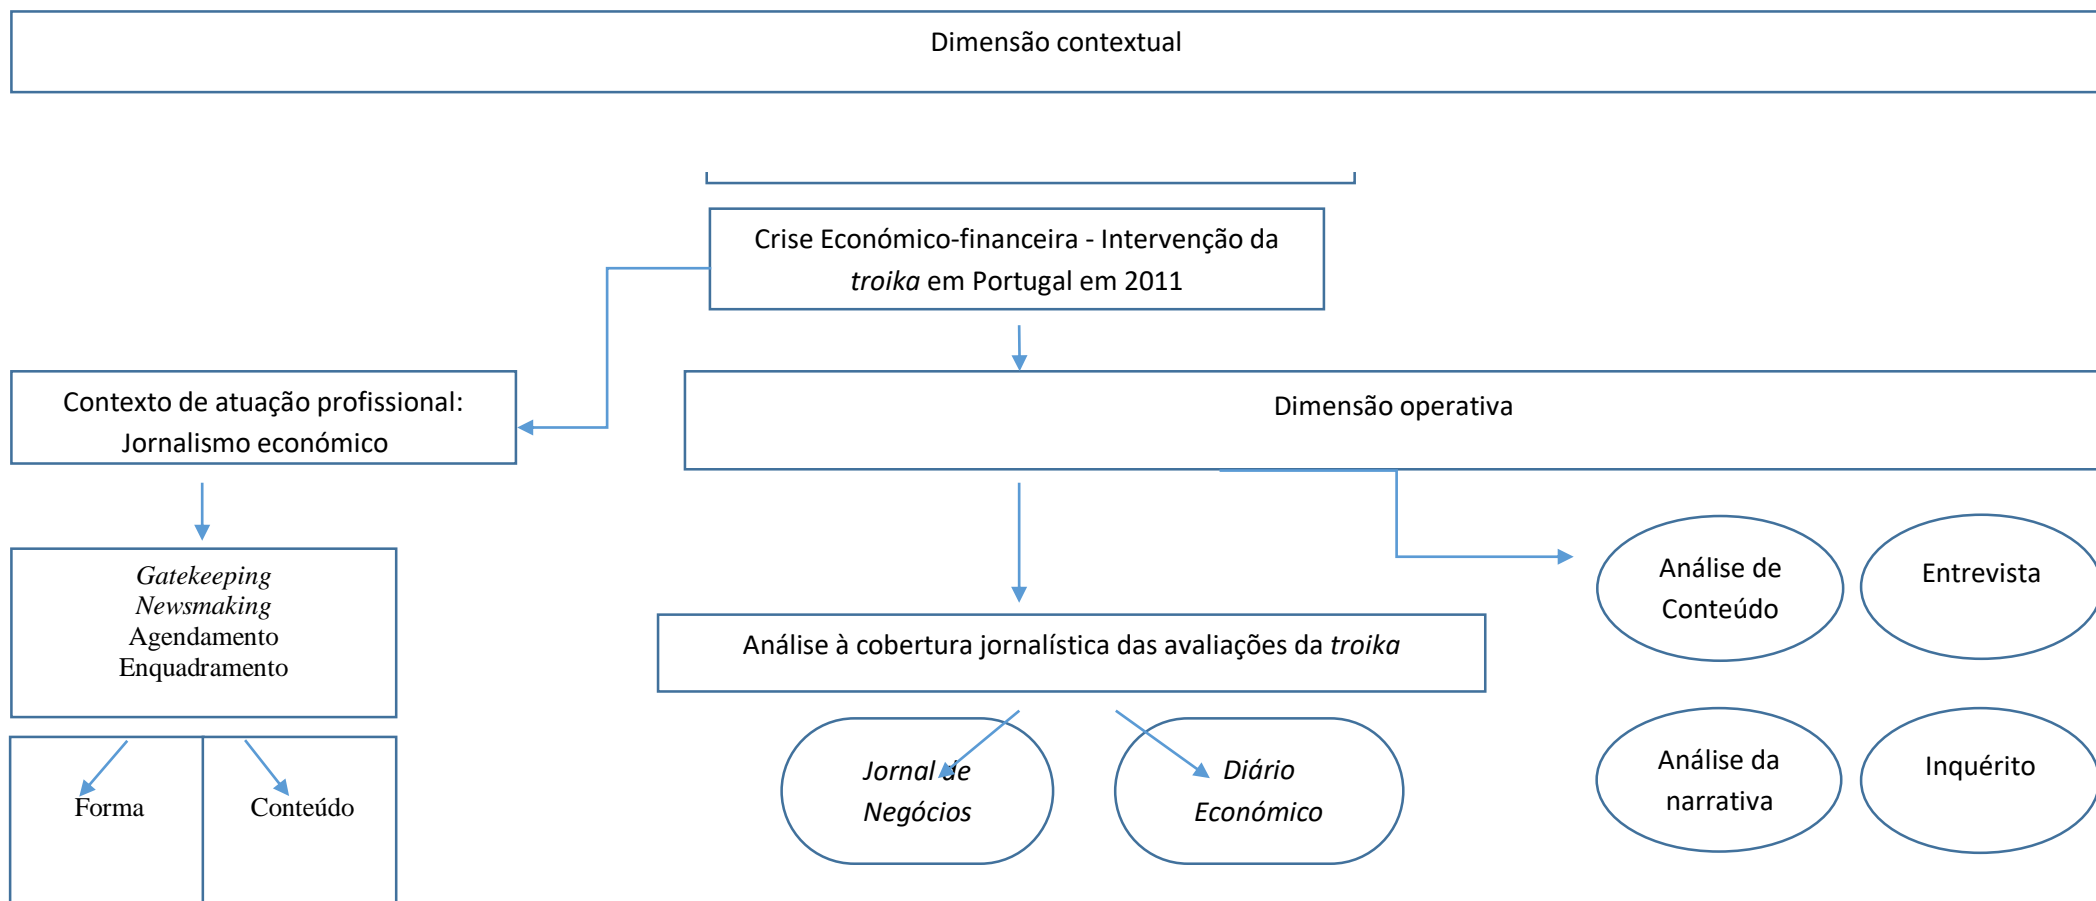 Dimensão contextual
Crise Económico-financeira - Intervenção da
troika em Portugal em 2011
Contexto de atuação profissional:
Jornalismo económico
Dimensão operativa
Gatekeeping
Newsmaking
Agendamento
Enquadramento
Análise à cobertura jornalística das avaliações da troika
Análise de
Conteúdo
Entrevista
Forma
Conteúdo
Jornal de
Negócios
Diário
Económico
Análise da
narrativa
Inquérito